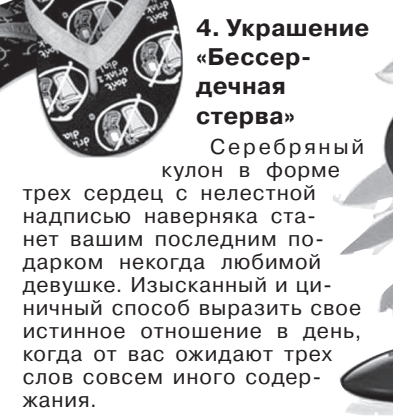 4. Украшение
«Бессер-
дечная
стерва»
Серебряный
кулон в форме
трех сердец с нелестной
надписью наверняка ста-
нет вашим последним по-
дарком некогда любимой
девушке. Изысканный и ци-
ничный способ выразить свое
истинное отношение в день,
когда от вас ожидают трех
слов совсем иного содер-
жания.